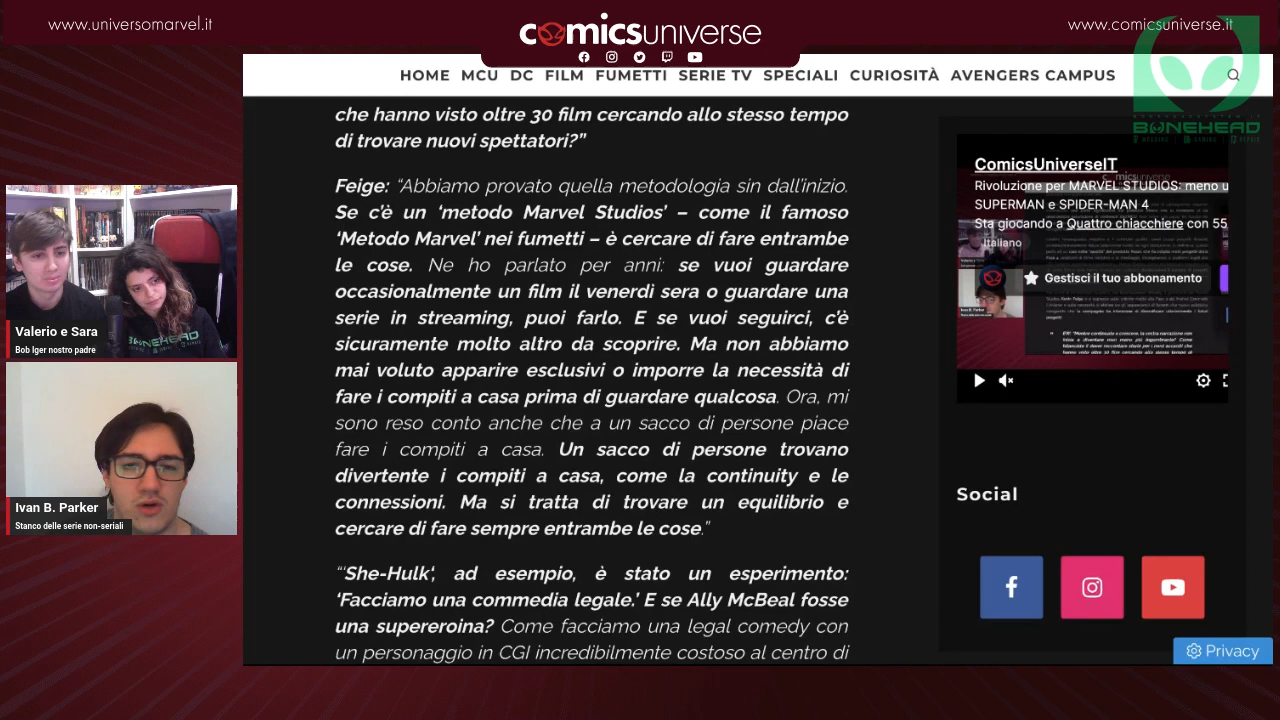 www.universomarvel.it
comicsuniverse
www.comicsuniverse.it
HOME MCU DC FILM FUMETTI SERIE TV SPECIALI CURIOSITÀ AVENGERS CAMPUS
BONEHEAD
che hanno visto oltre 30 film cercando allo stesso tempo
di trovare nuovi spettatori?”
Feige: “Abbiamo provato quella metodologia sin dall’inizio.
Se c’è un ‘metodo Marvel Studios’ – come il famoso
‘Metodo Marvel’ nei fumetti – è cercare di fare entrambe
le cose. Ne ho parlato per anni: se vuoi guardare
occasionalmente un film il venerdì sera o guardare una
serie in streaming, puoi farlo. E se vuoi seguirci, c’è
sicuramente molto altro da scoprire. Ma non abbiamo
mai voluto apparire esclusivi o imporre la necessità di
fare i compiti a casa prima di guardare qualcosa. Ora, mi
sono reso conto anche che a un sacco di persone piace
fare i compiti a casa. Un sacco di persone trovano
divertente i compiti a casa, come la continuity e le
connessioni. Ma si tratta di trovare un equilibrio e
cercare di fare sempre entrambe le cose.”
“‘She-Hulk‘, ad esempio, è stato un esperimento:
‘Facciamo una commedia legale.’ E se Ally McBeal fosse
una supereroina? Come facciamo una legal comedy con
un personaggio in CGI incredibilmente costoso al centro di
ComicsUniverseIT
Rivoluzione per MARVEL STUDIOS: meno u
SUPERMAN e SPIDER-MAN 4
Sta giocando a Quattro chiacchiere con 55
Italiano
Gestisci il tuo abbonamento
Social
Privacy
Valerio e Sara
Bob Iger nostro padre
BONEHEAD
Ivan B. Parker
Stanco delle serie non-seriali